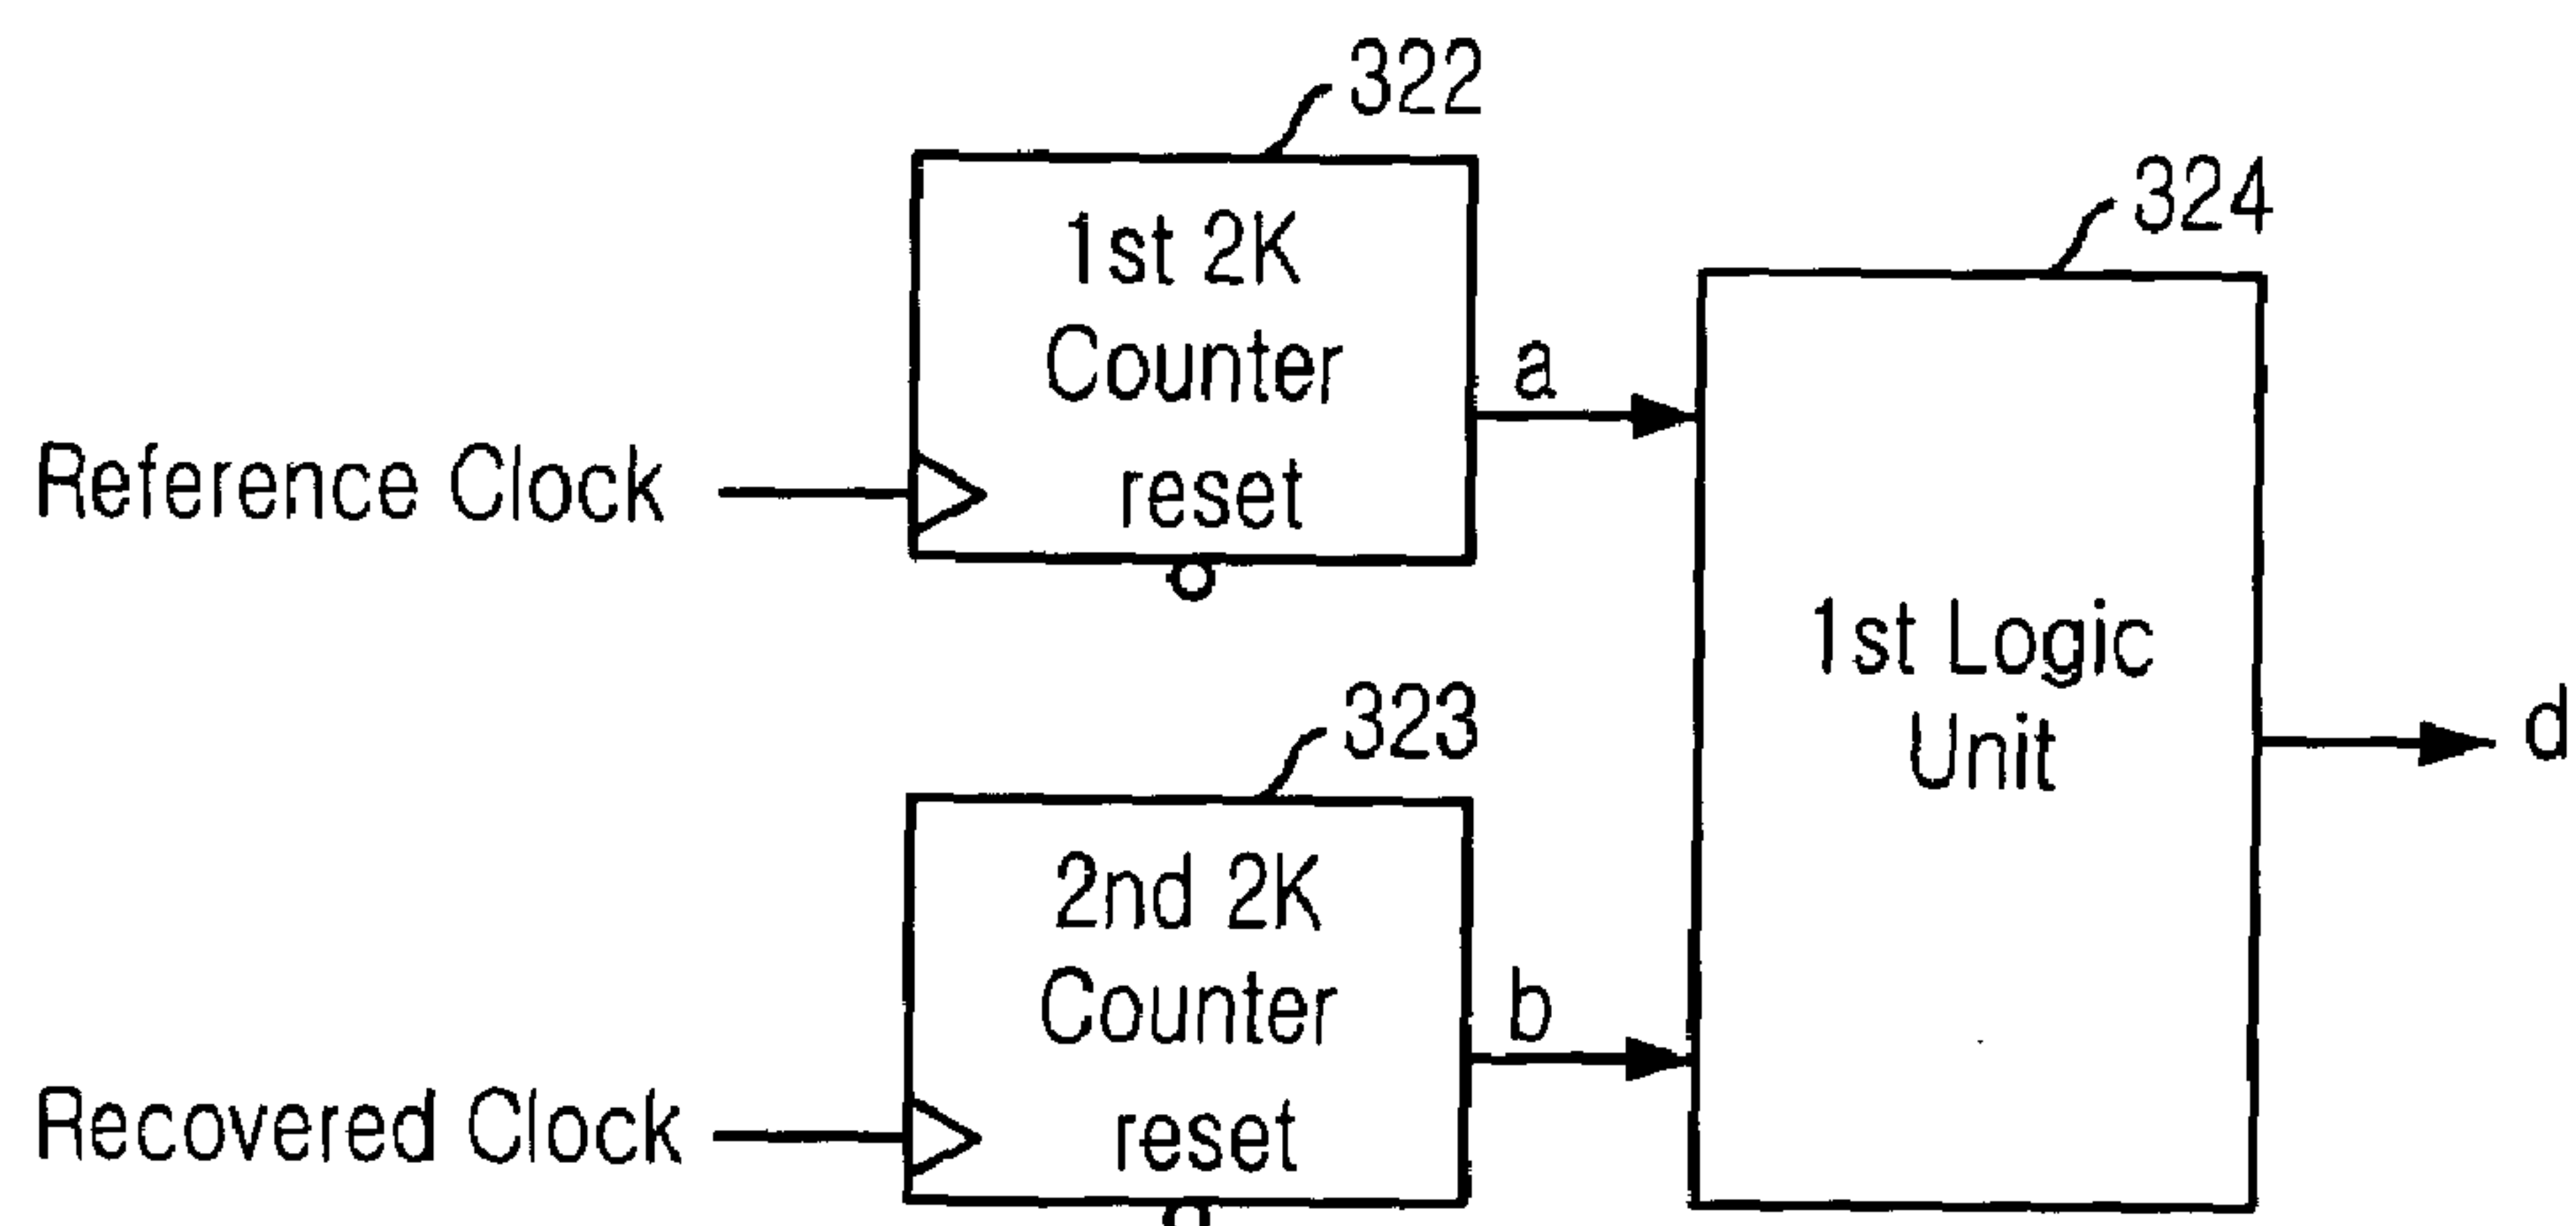 322
1st 2K
Counter
reset
a
Reference Clock
324
1st Logic
Unit
d
323
2nd 2K
Counter
reset
b
Recovered Clock